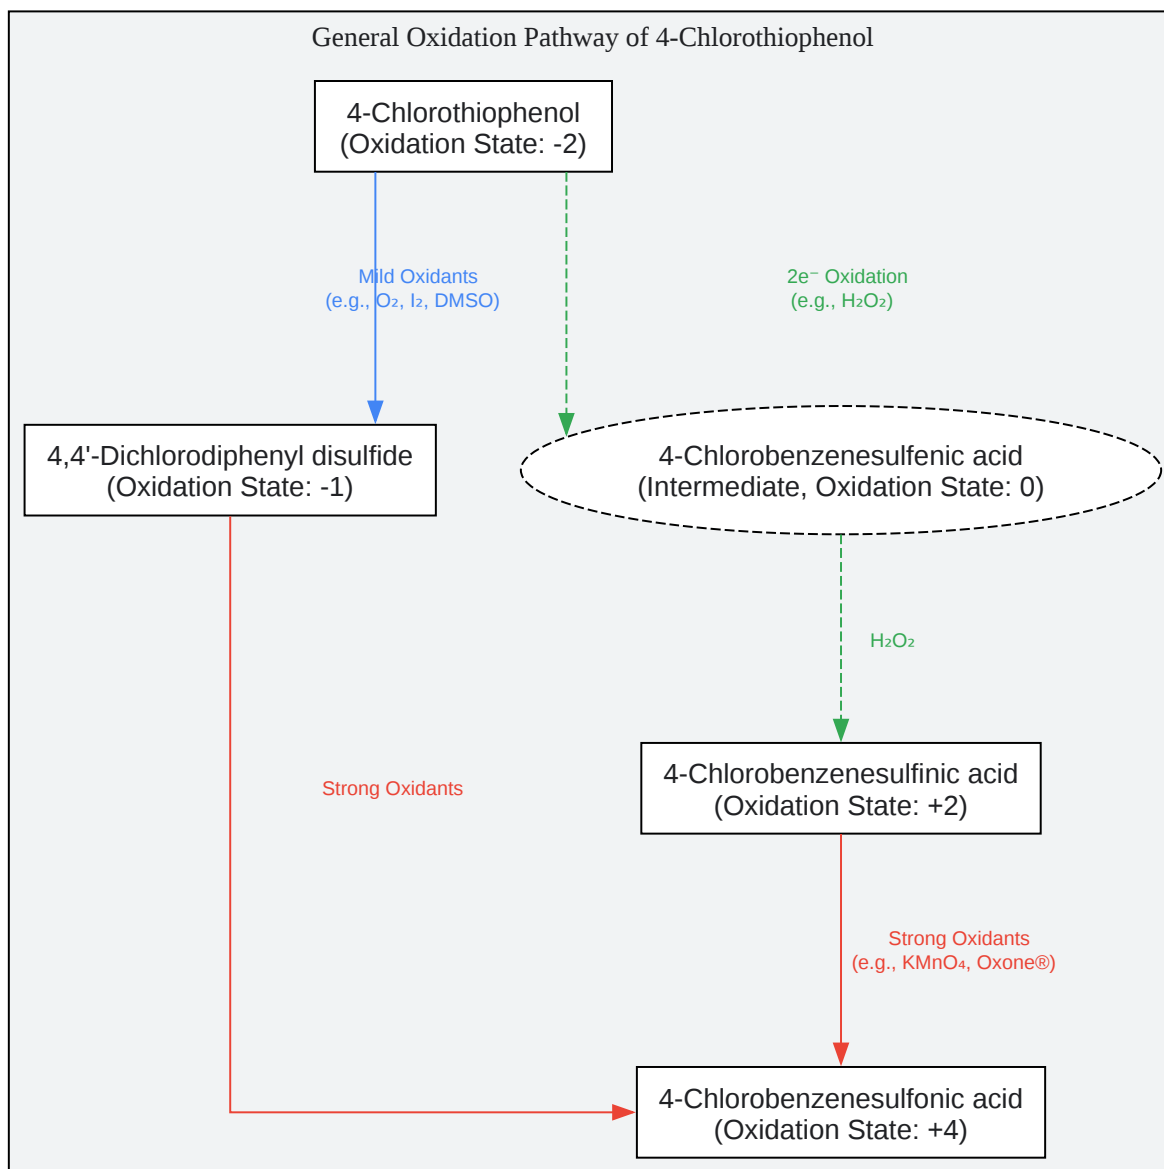 General Oxidation Pathway of 4-Chlorothiophenol
4-Chlorothiophenol
(Oxidation State: -2)
Mild Oxidants
(e.g., O₂, I₂, DMSO)
2e⁻ Oxidation
(e.g., H₂O₂)
4,4'-Dichlorodiphenyl disulfide
(Oxidation State: -1)
4-Chlorobenzenesulfenic acid
(Intermediate, Oxidation State: 0)
H₂O₂
4-Chlorobenzenesulfinic acid
(Oxidation State: +2)
Strong Oxidants
Strong Oxidants
(e.g., KMnO₄, Oxone®)
4-Chlorobenzenesulfonic acid
(Oxidation State: +4)